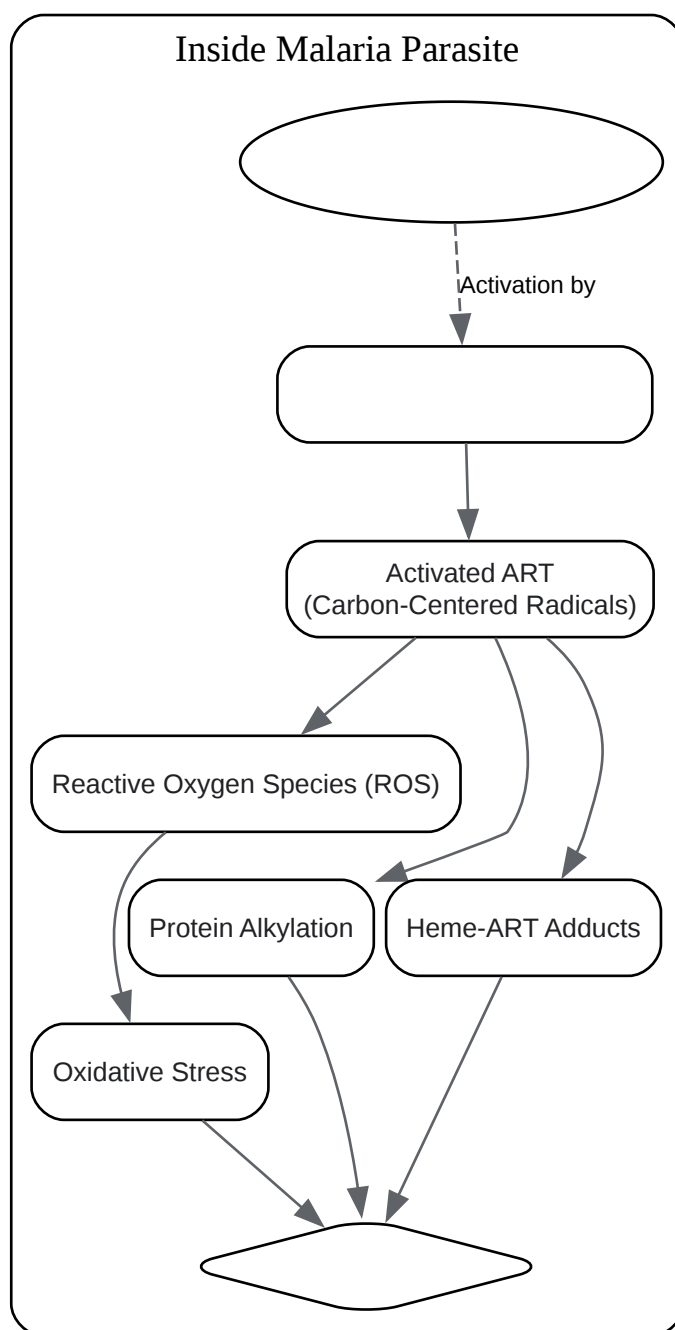 Inside Malaria Parasite
Activation by
Activated ART
(Carbon-Centered Radicals)
Reactive Oxygen Species (ROS)
Protein Alkylation
Heme-ART Adducts
Oxidative Stress